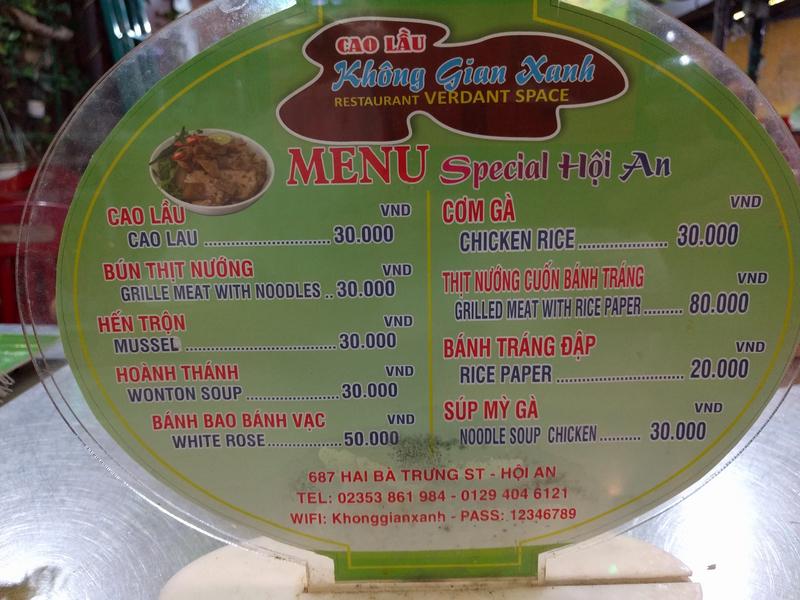 CAO LẦU
Không Gian Xanh
RESTAURANT VERDANT SPACE
MENU Special Hội An
CAO LẦU VND
CAO LAU ........................... 30.000
BÚN THỊT NƯỚNG VND
GRILLE MEAT WITH NOODLES .. 30.000
HẾN TRỘN VND
MUSSEL ................................ 30.000
HOÀNH THÁNH VND
WONTON SOUP .................... 30.000
BÁNH BAO BÁNH VẠC VND
WHITE ROSE ................ 50.000
CƠM GÀ VND
CHICKEN RICE ................... 30.000
THỊT NƯỚNG CUỐN BÁNH TRÁNG VND
GRILLED MEAT WITH RICE PAPER ......... 80.000
BÁNH TRÁNG ĐẬP VND
RICE PAPER ............................ 20.000
SÚP MỲ GÀ VND
NOODLE SOUP CHICKEN .......... 30.000
687 HAI BÀ TRƯNG ST - HỘI AN
TEL: 02353 861 984 - 0129 404 6121
WIFI: Khonggianxanh - PASS: 12346789